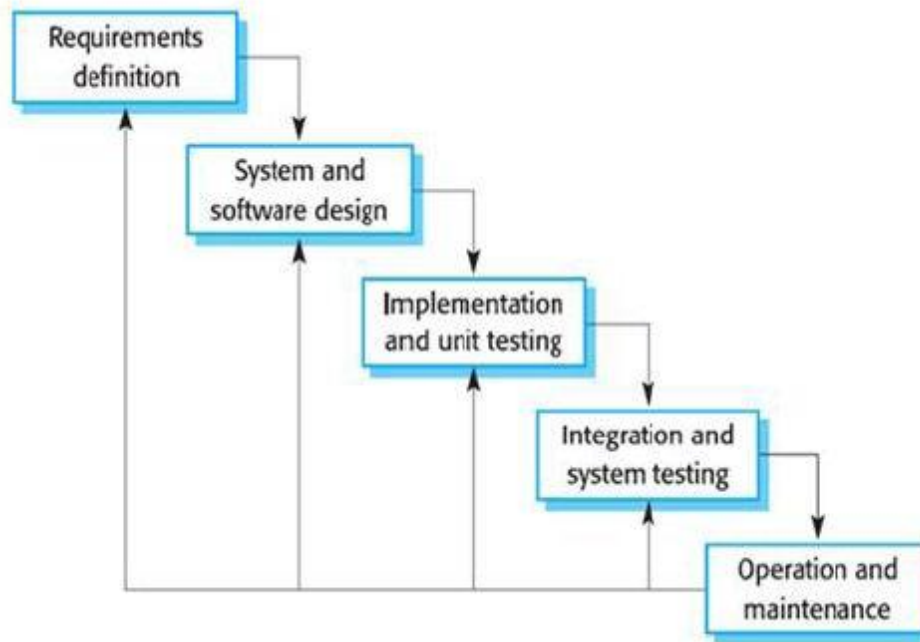 Requirements
definition
System and
software design
Implementation
and unit testing
Integration and
system testing
Operation and
maintenance